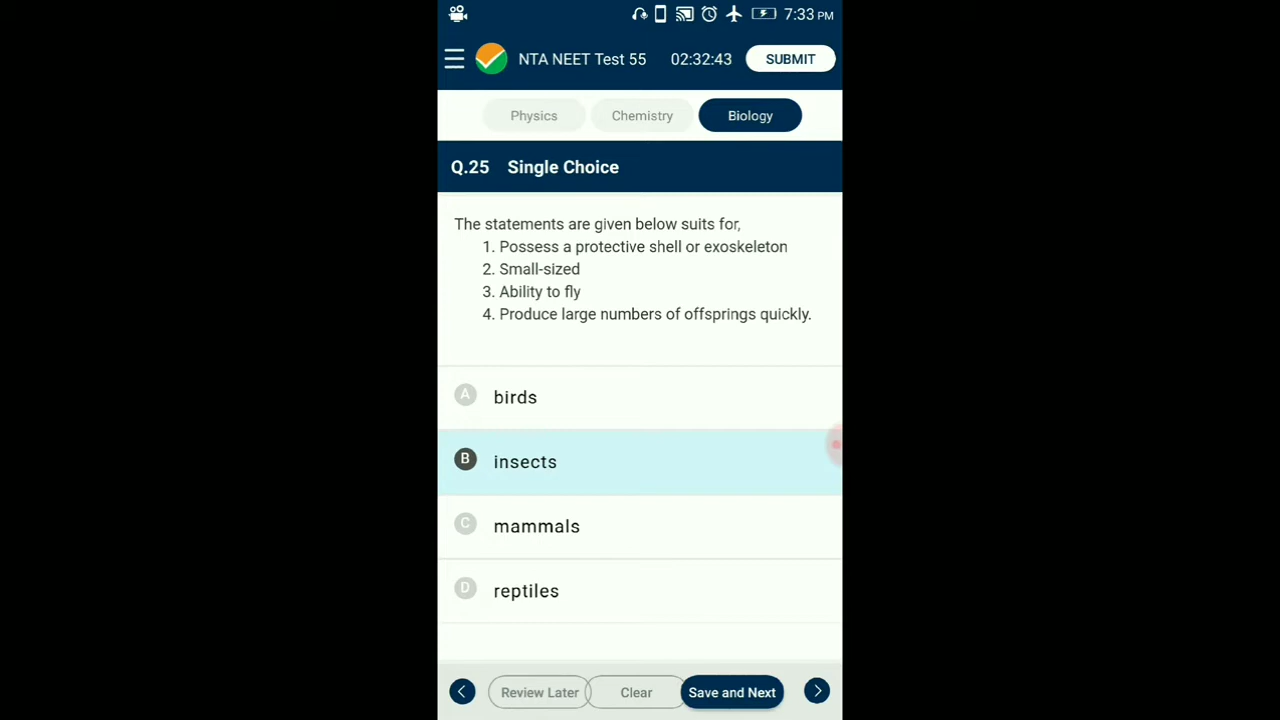 7:33 PM
NTA NEET Test 55 02:32:43 SUBMIT
Physics Chemistry Biology
Q.25 Single Choice
The statements are given below suits for,
1. Possess a protective shell or exoskeleton
2. Small-sized
3. Ability to fly
4. Produce large numbers of offsprings quickly.
A birds
B insects
C mammals
D reptiles
Review Later Clear Save and Next